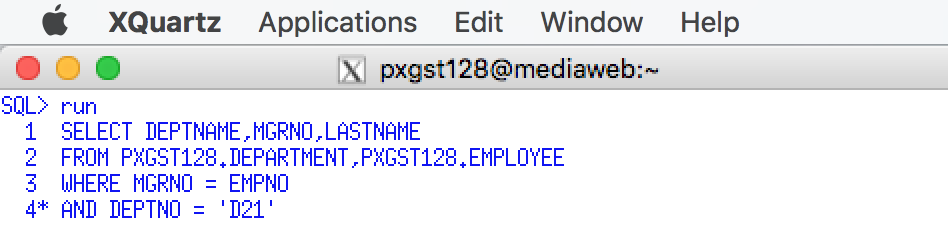 XQuartz Applications Edit Window Help
X pxgst128@mediaweb:~
SQL> run
1 SELECT DEPTNAME,MGRNO,LASTNAME
2 FROM PXGST128.DEPARTMENT,PXGST128.EMPLOYEE
3 WHERE MGRNO = EMPNO
4* AND DEPTNO = 'D21'